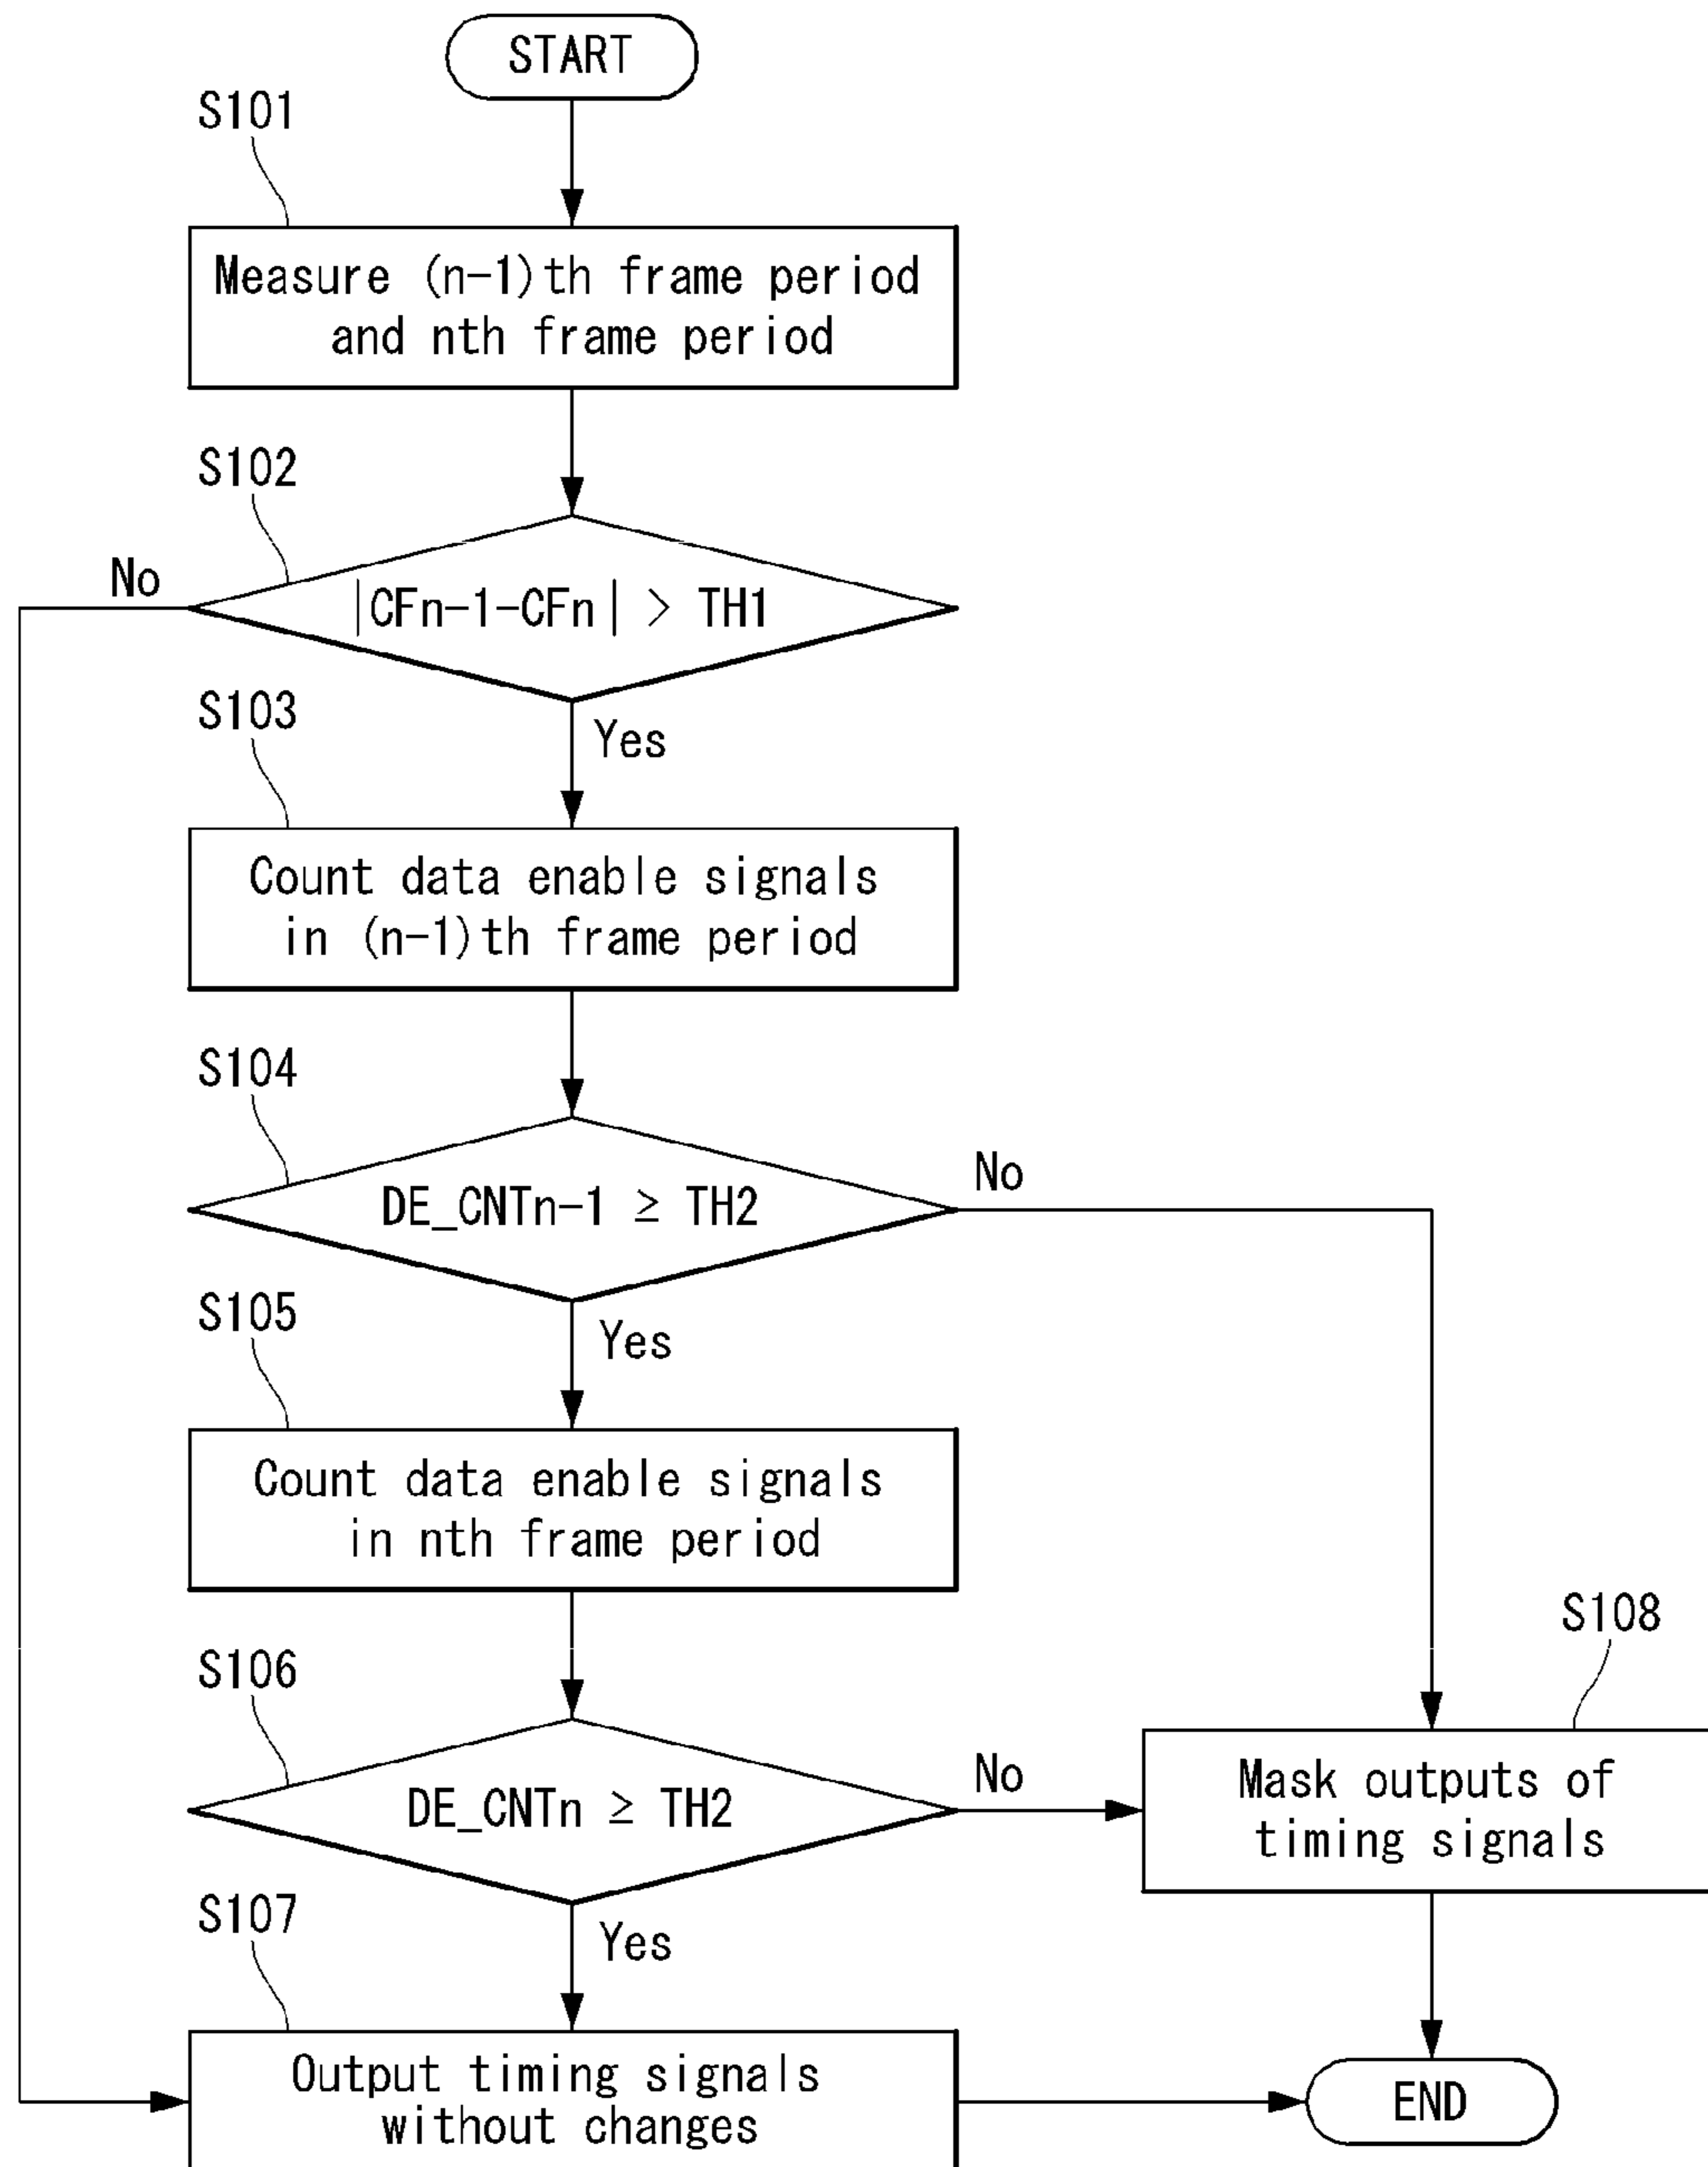 START
S101
Measure (n-1)th frame period
and nth frame period
S102
No
|CFn-1-CFn| > TH1
Yes
S103
Count data enable signals
in (n-1)th frame period
S104
No
DE_CNTn-1 ≥ TH2
Yes
S105
Count data enable signals
in nth frame period
S106
No
DE_CNTn ≥ TH2
S108
Mask outputs of
timing signals
Yes
S107
Output timing signals
without changes
END